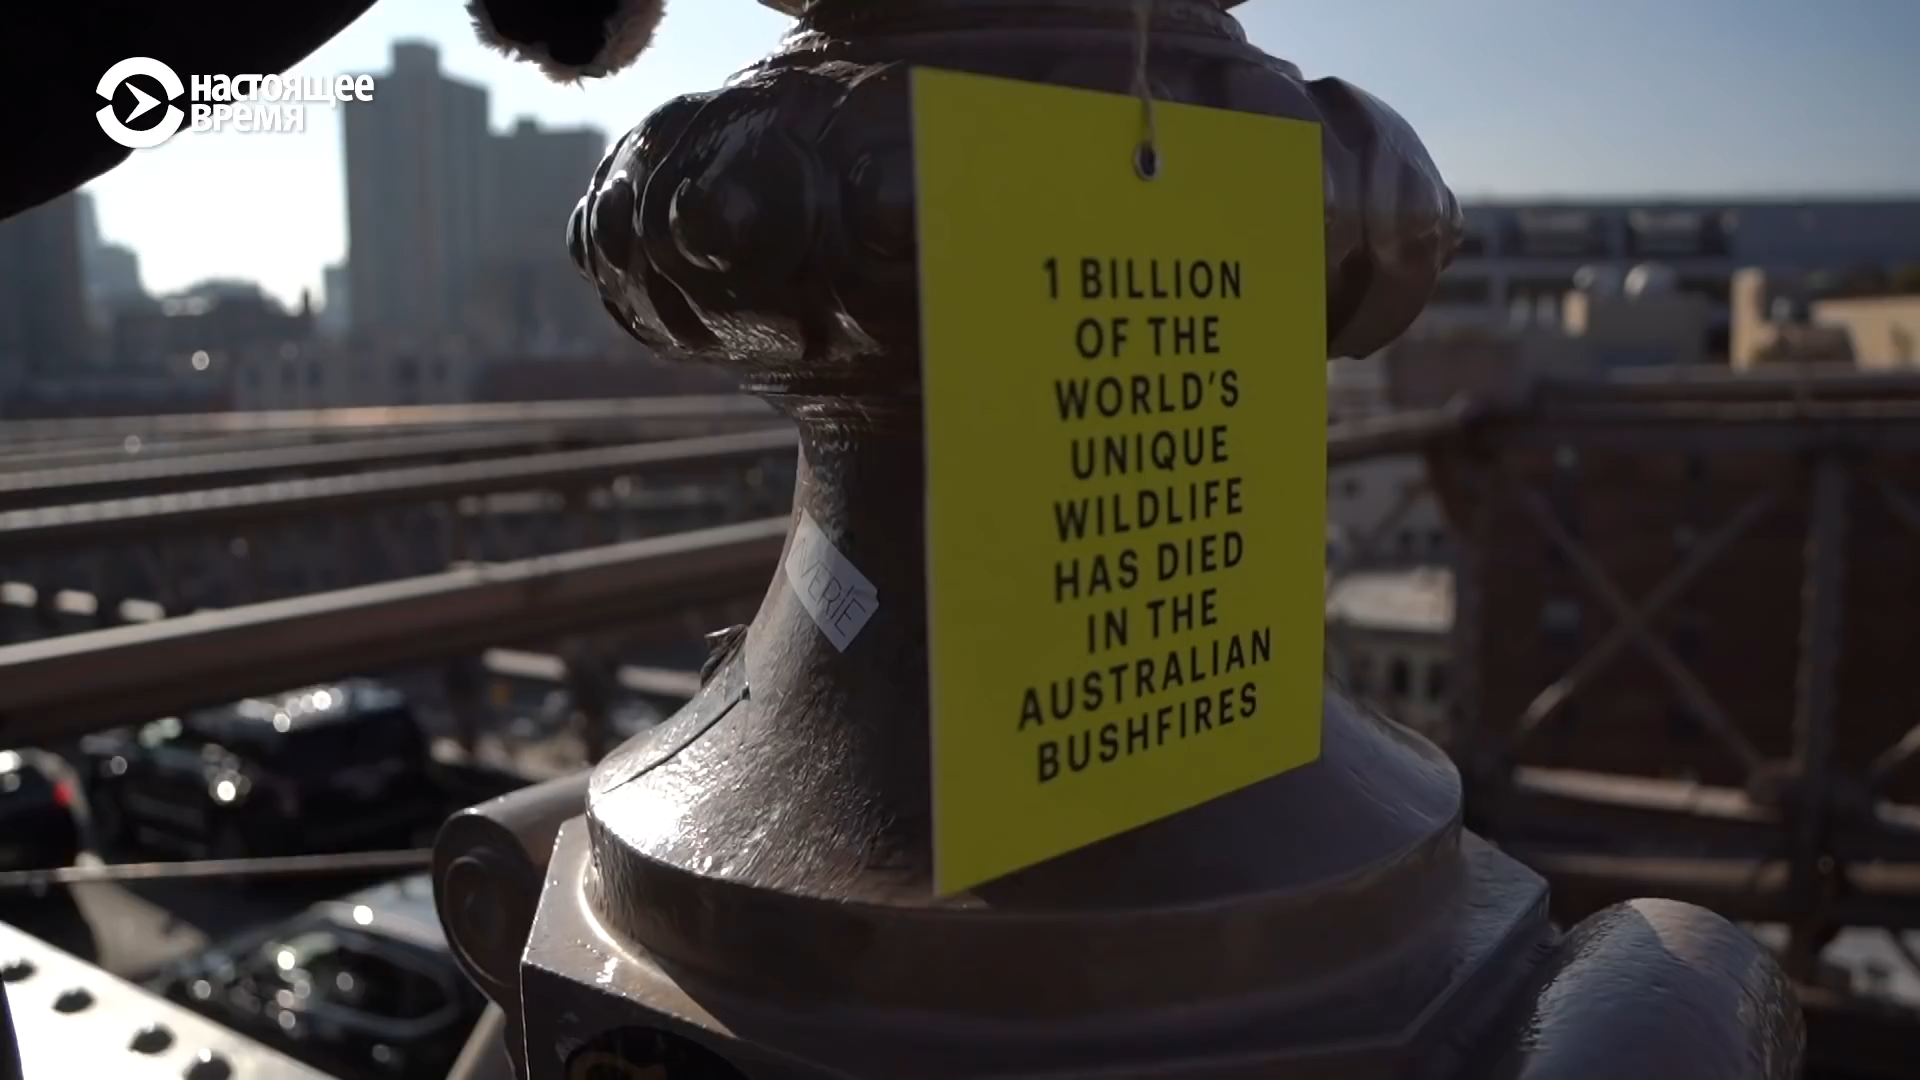 настоящее
время
1 BILLION
OF THE
WORLD'S
UNIQUE
WILDLIFE
HAS DIED
IN THE
AUSTRALIAN
BUSHFIRES